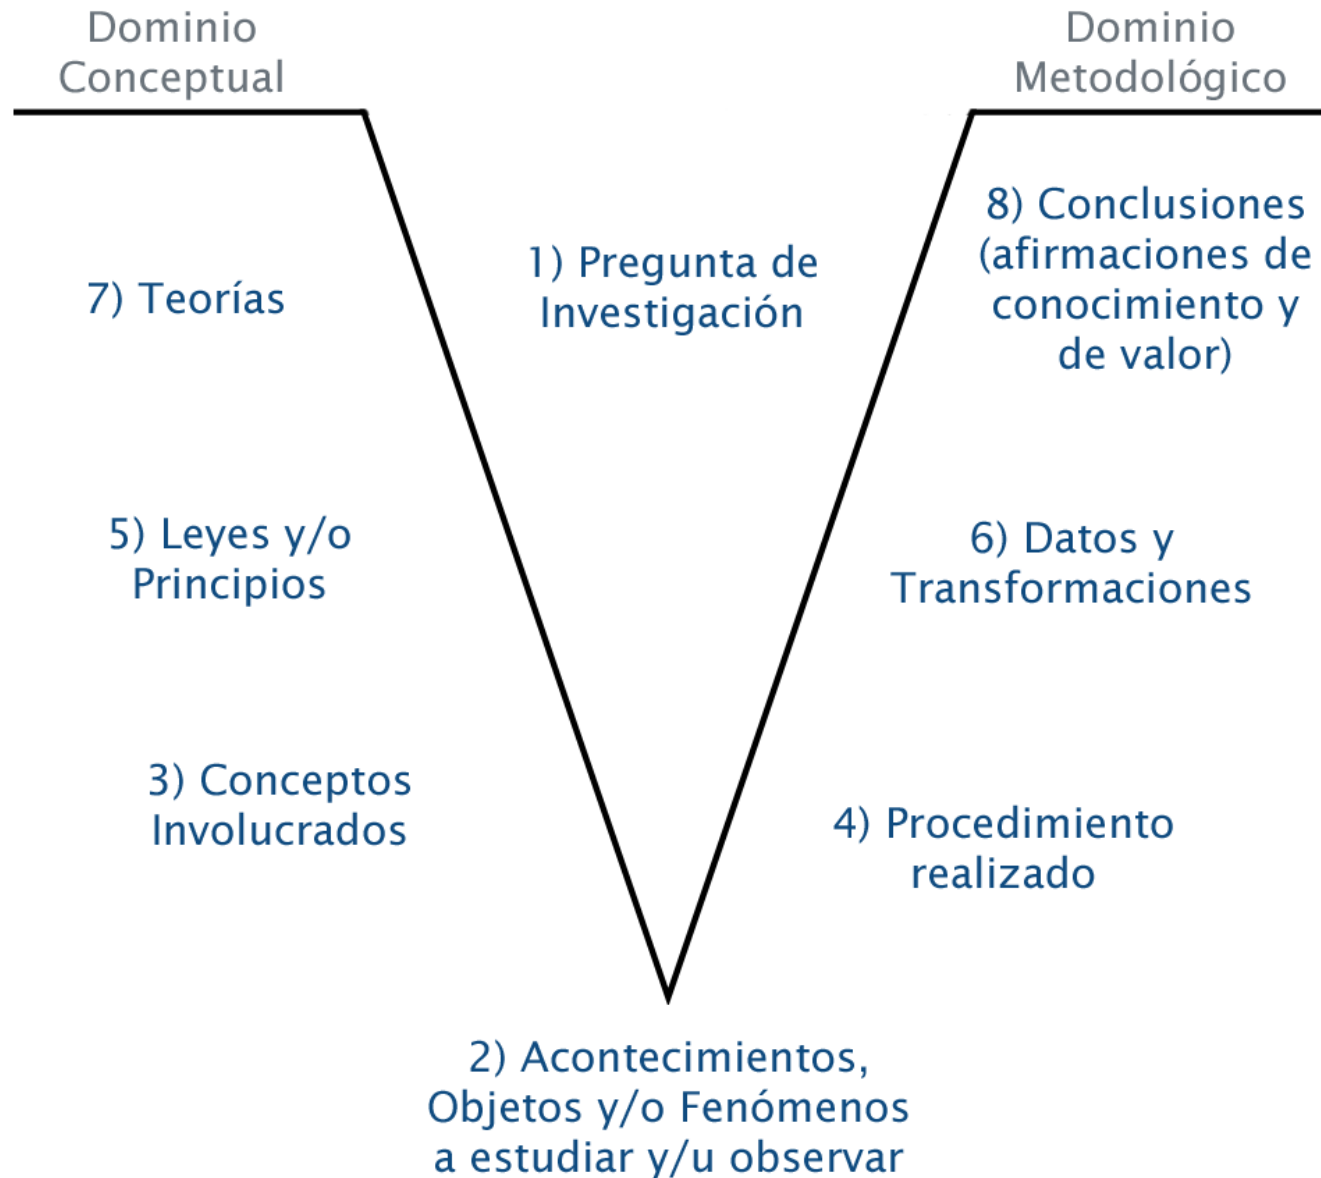 Dominio
Conceptual
Dominio
Metodológico
7) Teorías
1) Pregunta de
Investigación
8) Conclusiones
(afirmaciones de
conocimiento y
de valor)
5) Leyes y/o
Principios
6) Datos y
Transformaciones
3) Conceptos
Involucrados
4) Procedimiento
realizado
2) Acontecimientos,
Objetos y/o Fenómenos
a estudiar y/u observar